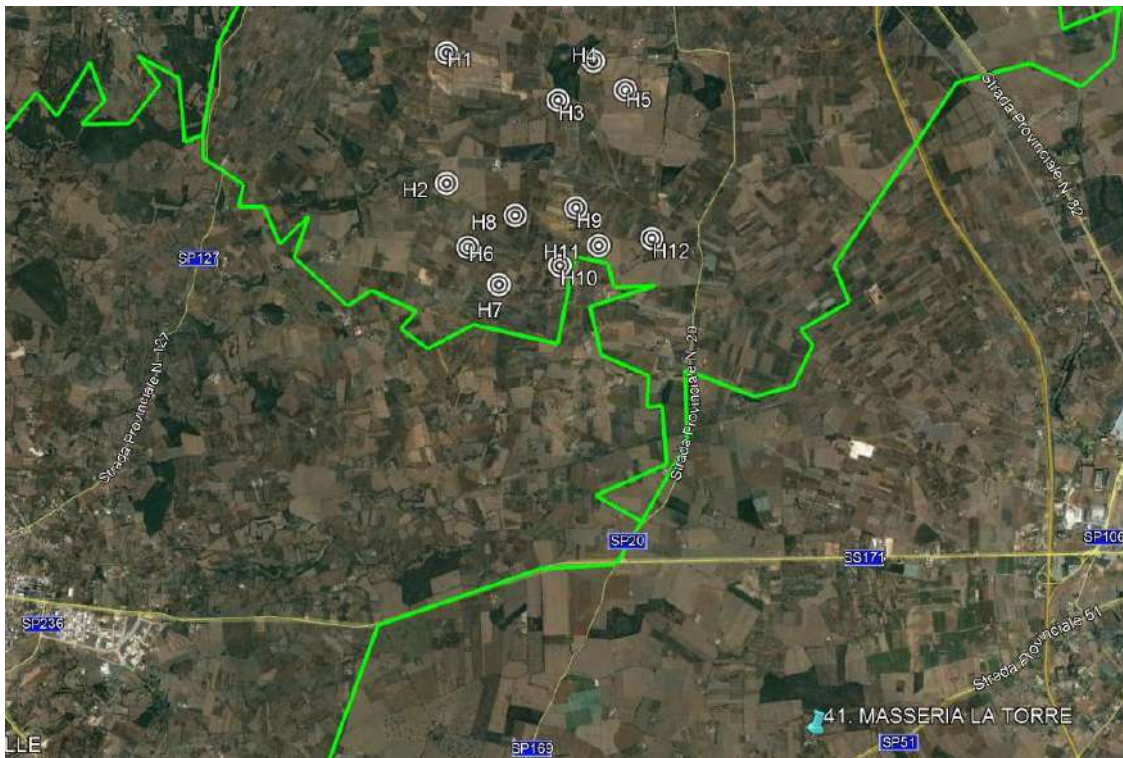 H1
H4
H5
H3
Strada Provinciale N. 82
H2
H8
H9
H6
H11
H12
SP127
H10
H7
Strada Provinciale N. 127
Strada Provinciale N. 20
SP20
SP106
SS171
SP236
Strada Provinciale 51
41. MASSERIA LA TORRE
LLE
SP169
SP51